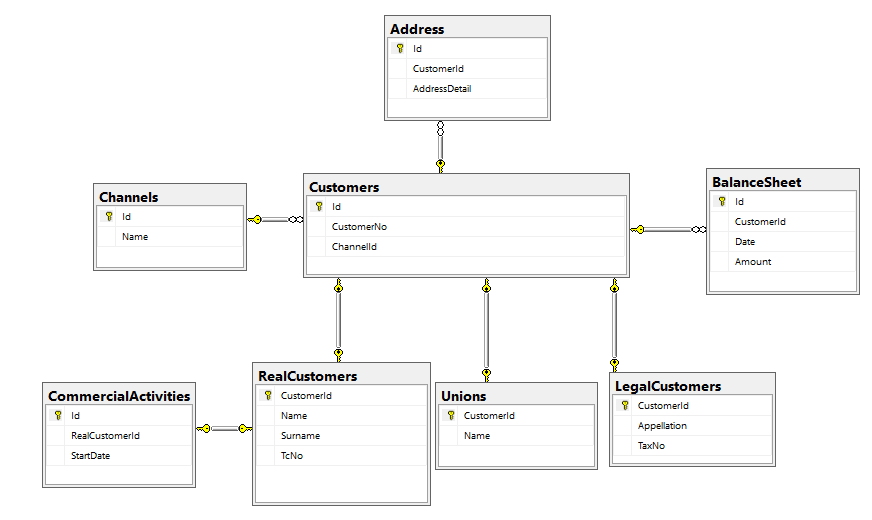 Address
Id
CustomerId
AddressDetail
Customers
Id
CustomerNo
ChannelId
Channels
Id
Name
BalanceSheet
Id
CustomerId
Date
Amount
CommercialActivities
Id
RealCustomerId
StartDate
RealCustomers
CustomerId
Name
Surname
TcNo
Unions
CustomerId
Name
LegalCustomers
CustomerId
Appellation
TaxNo